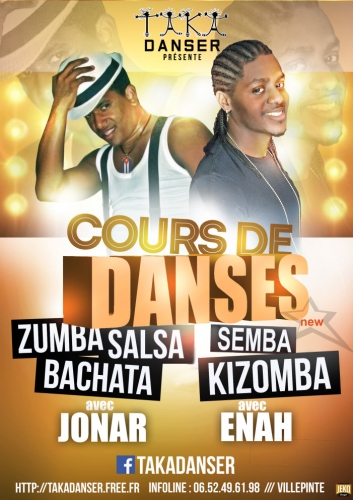 TAKA
DANSER
PRÉSENTE
COURS DE
DANSES
new
ZUMBA SALSA
BACHATA
avec
JONAR
SEMBA
KIZOMBA
avec
ENAH
TAKADANSER
HTTP://TAKADANSER.FREE.FR INFOLINE : 06.52.49.61.98 /// VILLEPINTE
JEKO